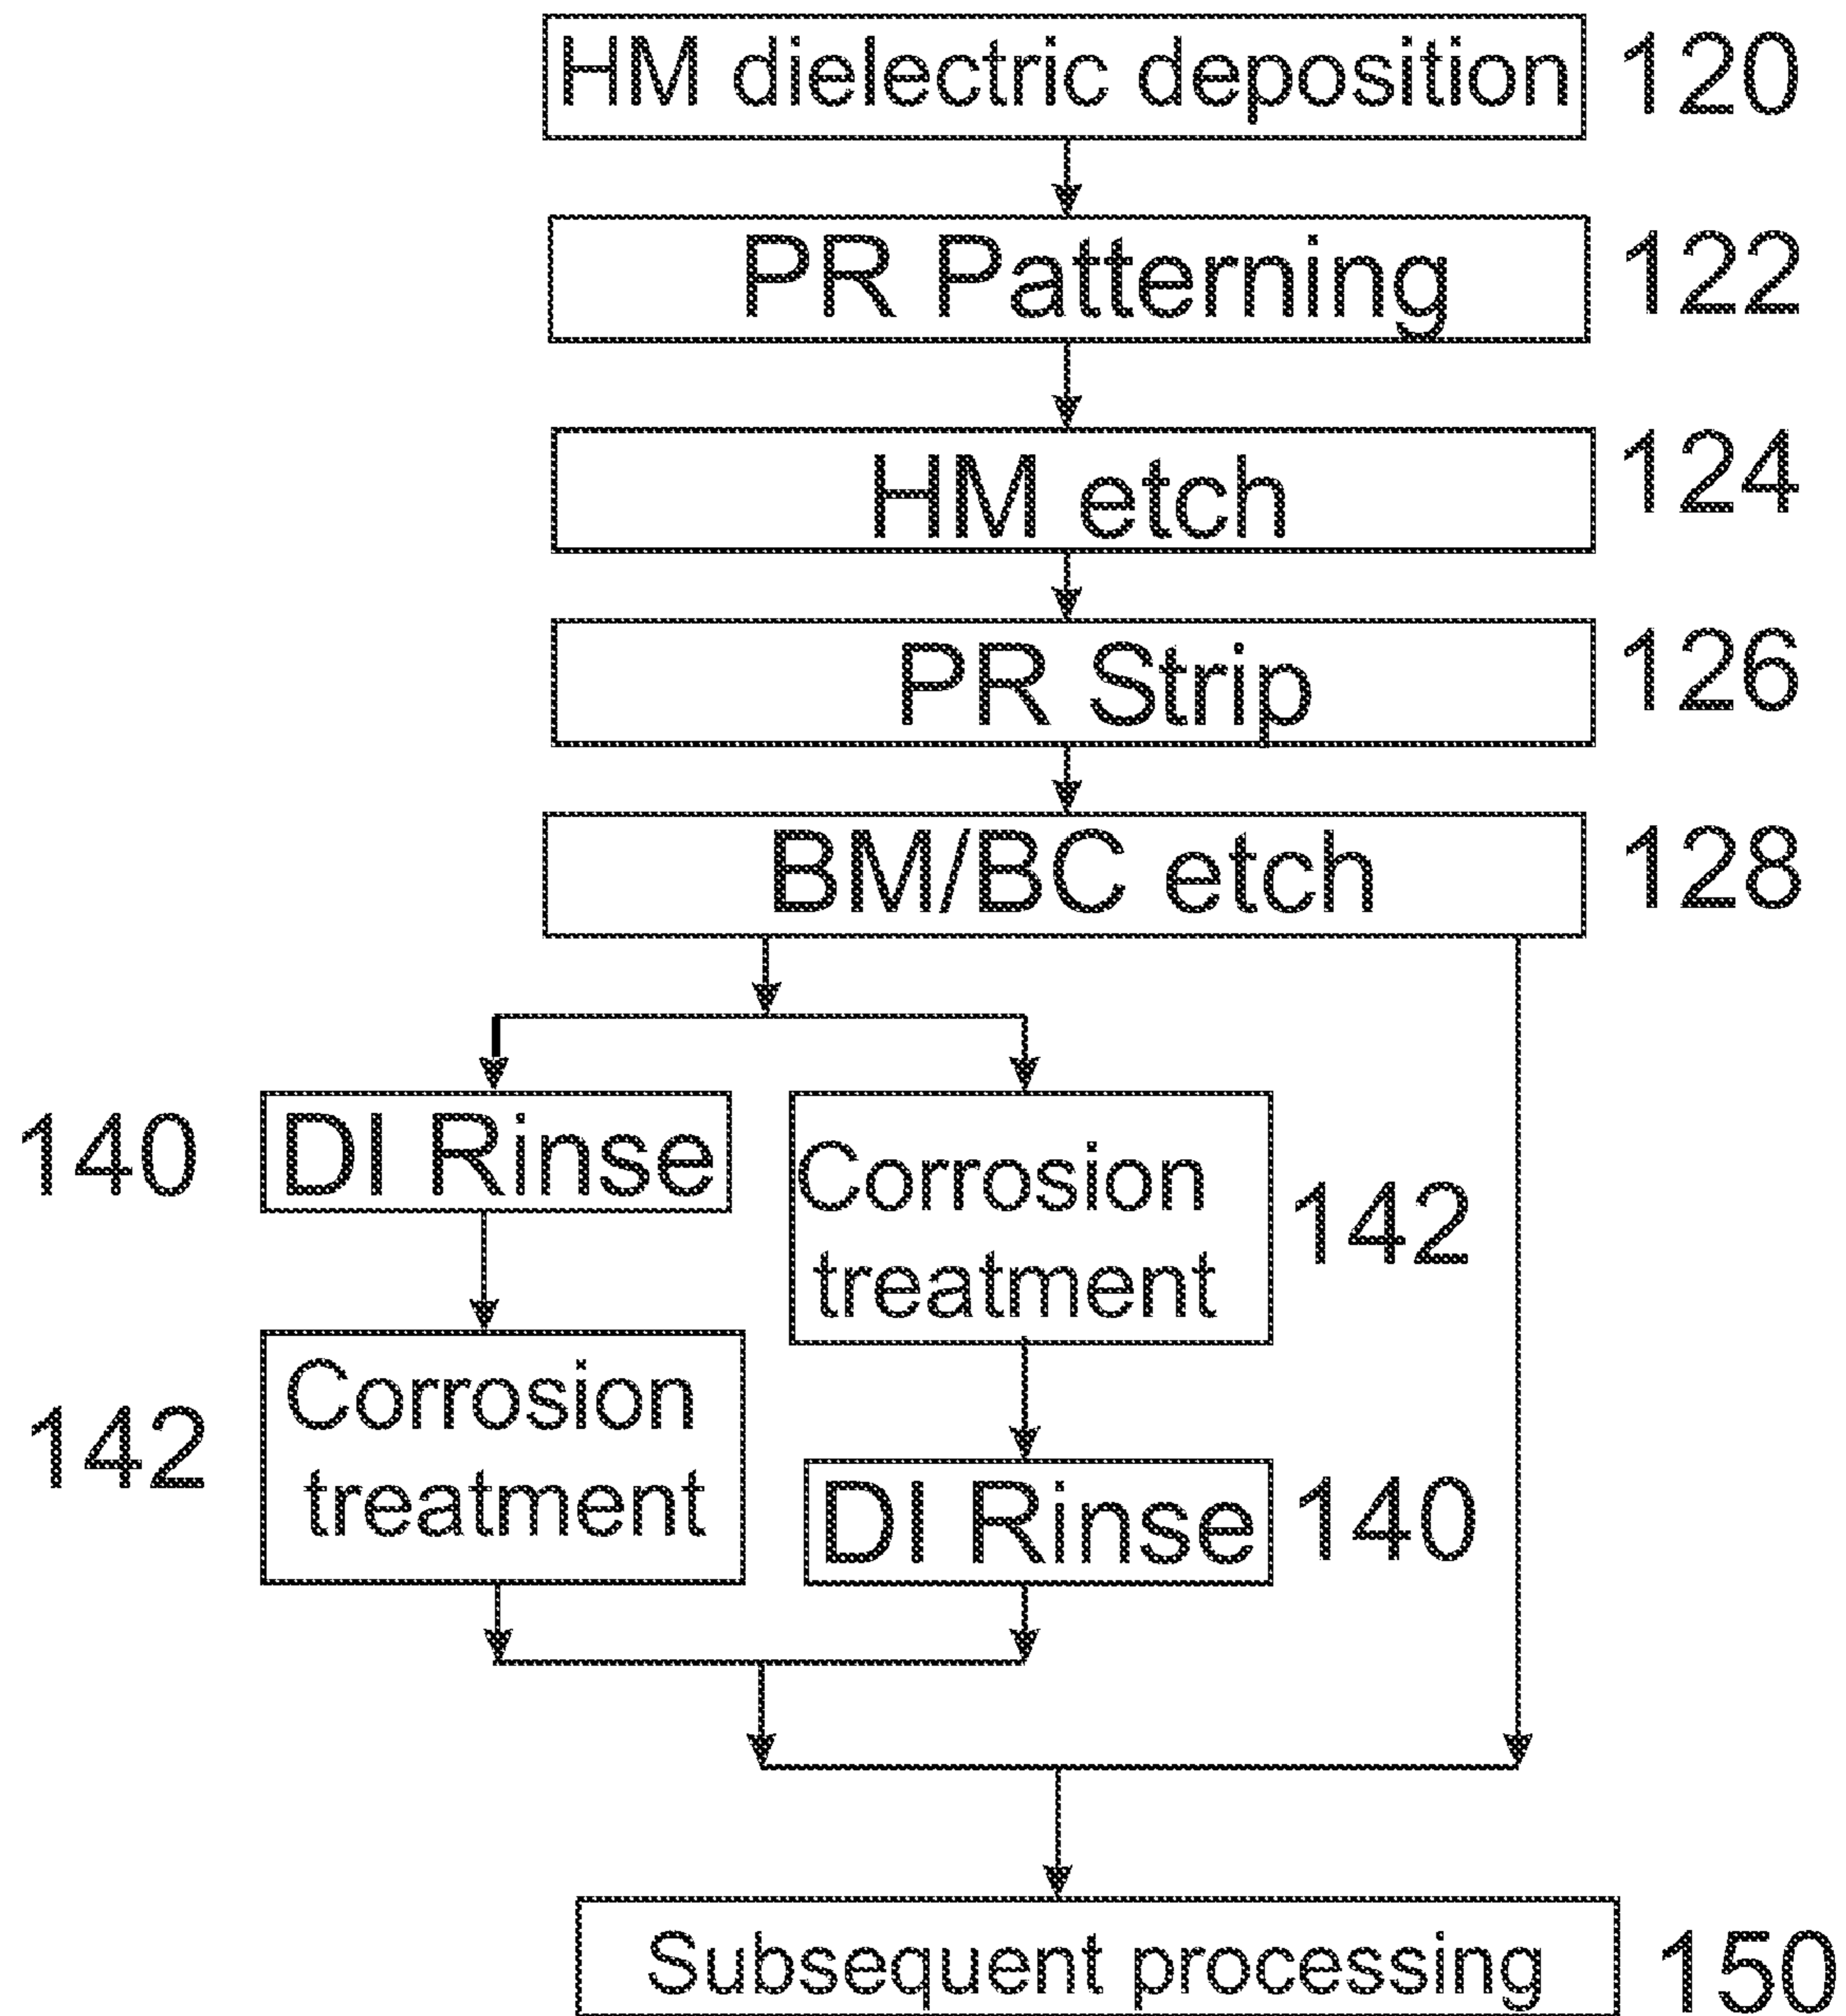 HM dielectric deposition 120
PR Patterning 122
HM etch 124
PR Strip 126
BM/BC etch 128
140 DI Rinse
Corrosion
treatment
142
142
Corrosion
treatment
DI Rinse 140
Subsequent processing 150